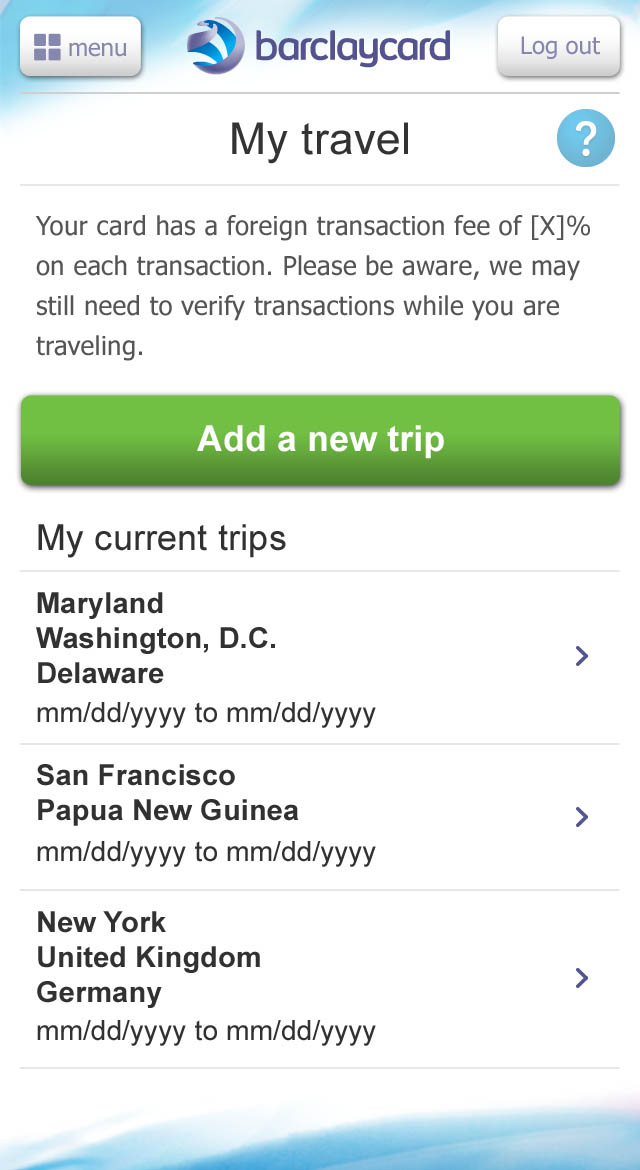 menu
barclaycard
Log out
My travel
?
Your card has a foreign transaction fee of [X]%
on each transaction. Please be aware, we may
still need to verify transactions while you are
traveling.
Add a new trip
My current trips
Maryland
Washington, D.C.
Delaware
mm/dd/yyyy to mm/dd/yyyy
San Francisco
Papua New Guinea
mm/dd/yyyy to mm/dd/yyyy
New York
United Kingdom
Germany
mm/dd/yyyy to mm/dd/yyyy